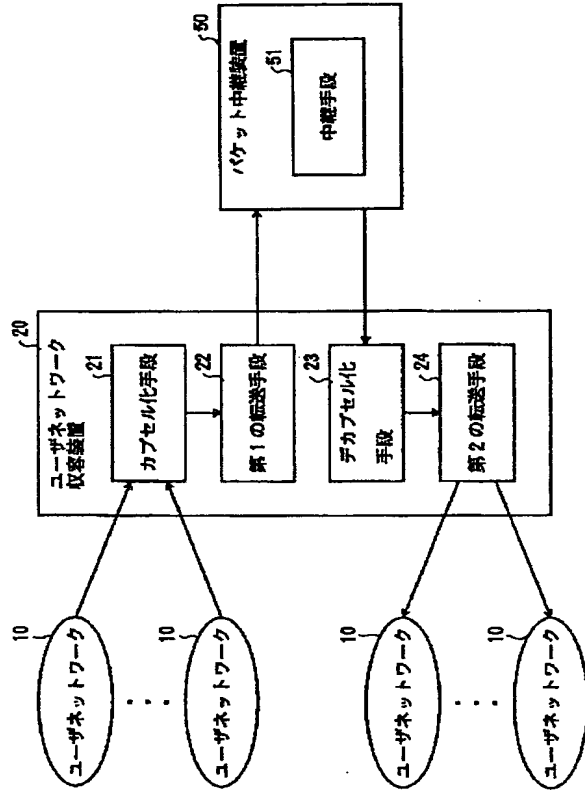 ユーザネットワーク
10
ユーザネットワーク
10
ユーザネットワーク
10
ユーザネットワーク
10
20
ユーザネットワーク
収容装置
21
カプセル化手段
22
第1の転送手段
23
デカプセル化
手段
24
第2の転送手段
50
パケット中継装置
51
中継手段